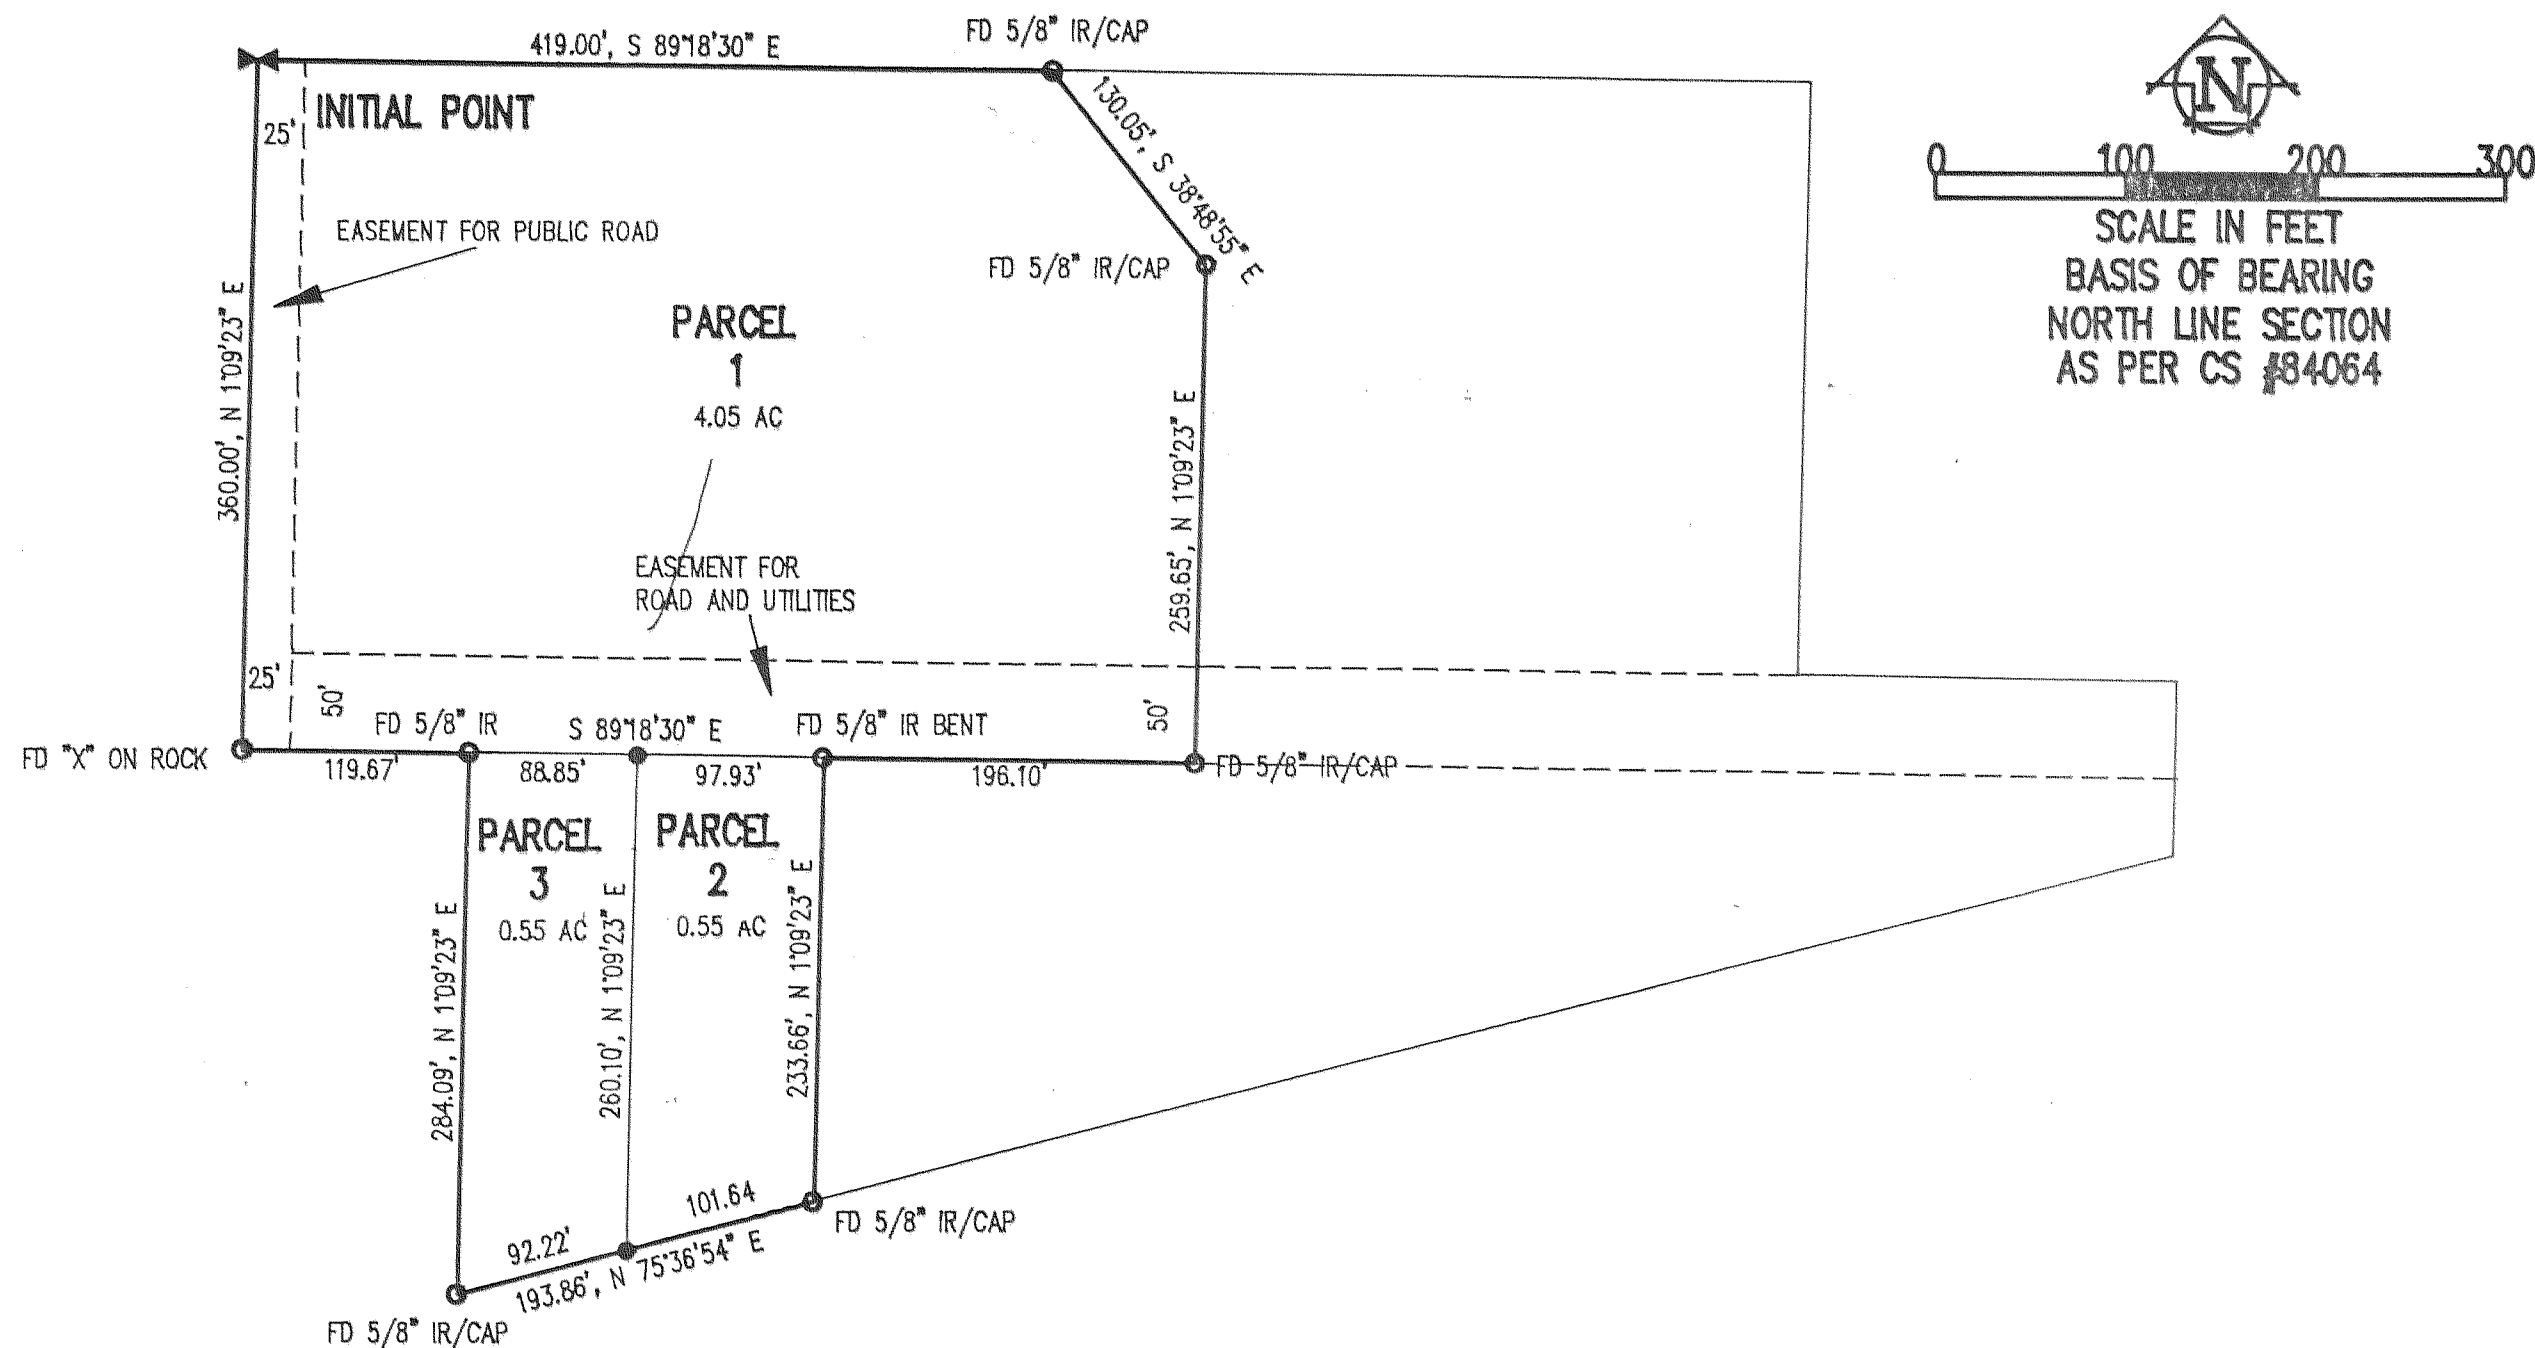 FD 5/8" IR/CAP
419.00', S 89°18'30" E
N
INITIAL POINT
25'
130.05', S 38°48'55" E
0 100 200 300
SCALE IN FEET
BASIS OF BEARING
NORTH LINE SECTION
AS PER CS #84064
EASEMENT FOR PUBLIC ROAD
FD 5/8" IR/CAP
PARCEL
1
4.05 AC
360.00', N 1°09'23" E
259.65', N 1°09'23" E
EASEMENT FOR
ROAD AND UTILITIES
25'
50'
50'
FD 5/8" IR
S 89°18'30" E
FD 5/8" IR BENT
FD "X" ON ROCK
119.67'
88.85'
97.93'
196.10'
FD 5/8" IR/CAP
PARCEL
3
0.55 AC
PARCEL
2
0.55 AC
284.09', N 1°09'23" E
260.10', N 1°09'23" E
233.66', N 1°09'23" E
92.22'
101.64
193.86', N 75°36'54" E
FD 5/8" IR/CAP
FD 5/8" IR/CAP